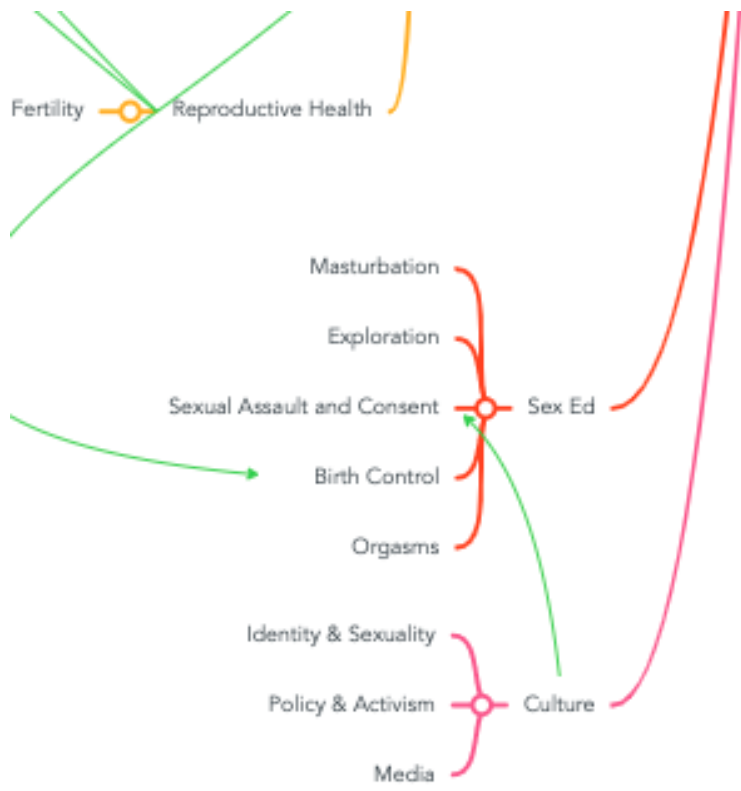 Fertility
Reproductive Health
Masturbation
Exploration
Sexual Assault and Consent
Sex Ed
Birth Control
Orgasms
Identity & Sexuality
Policy & Activism
Culture
Media